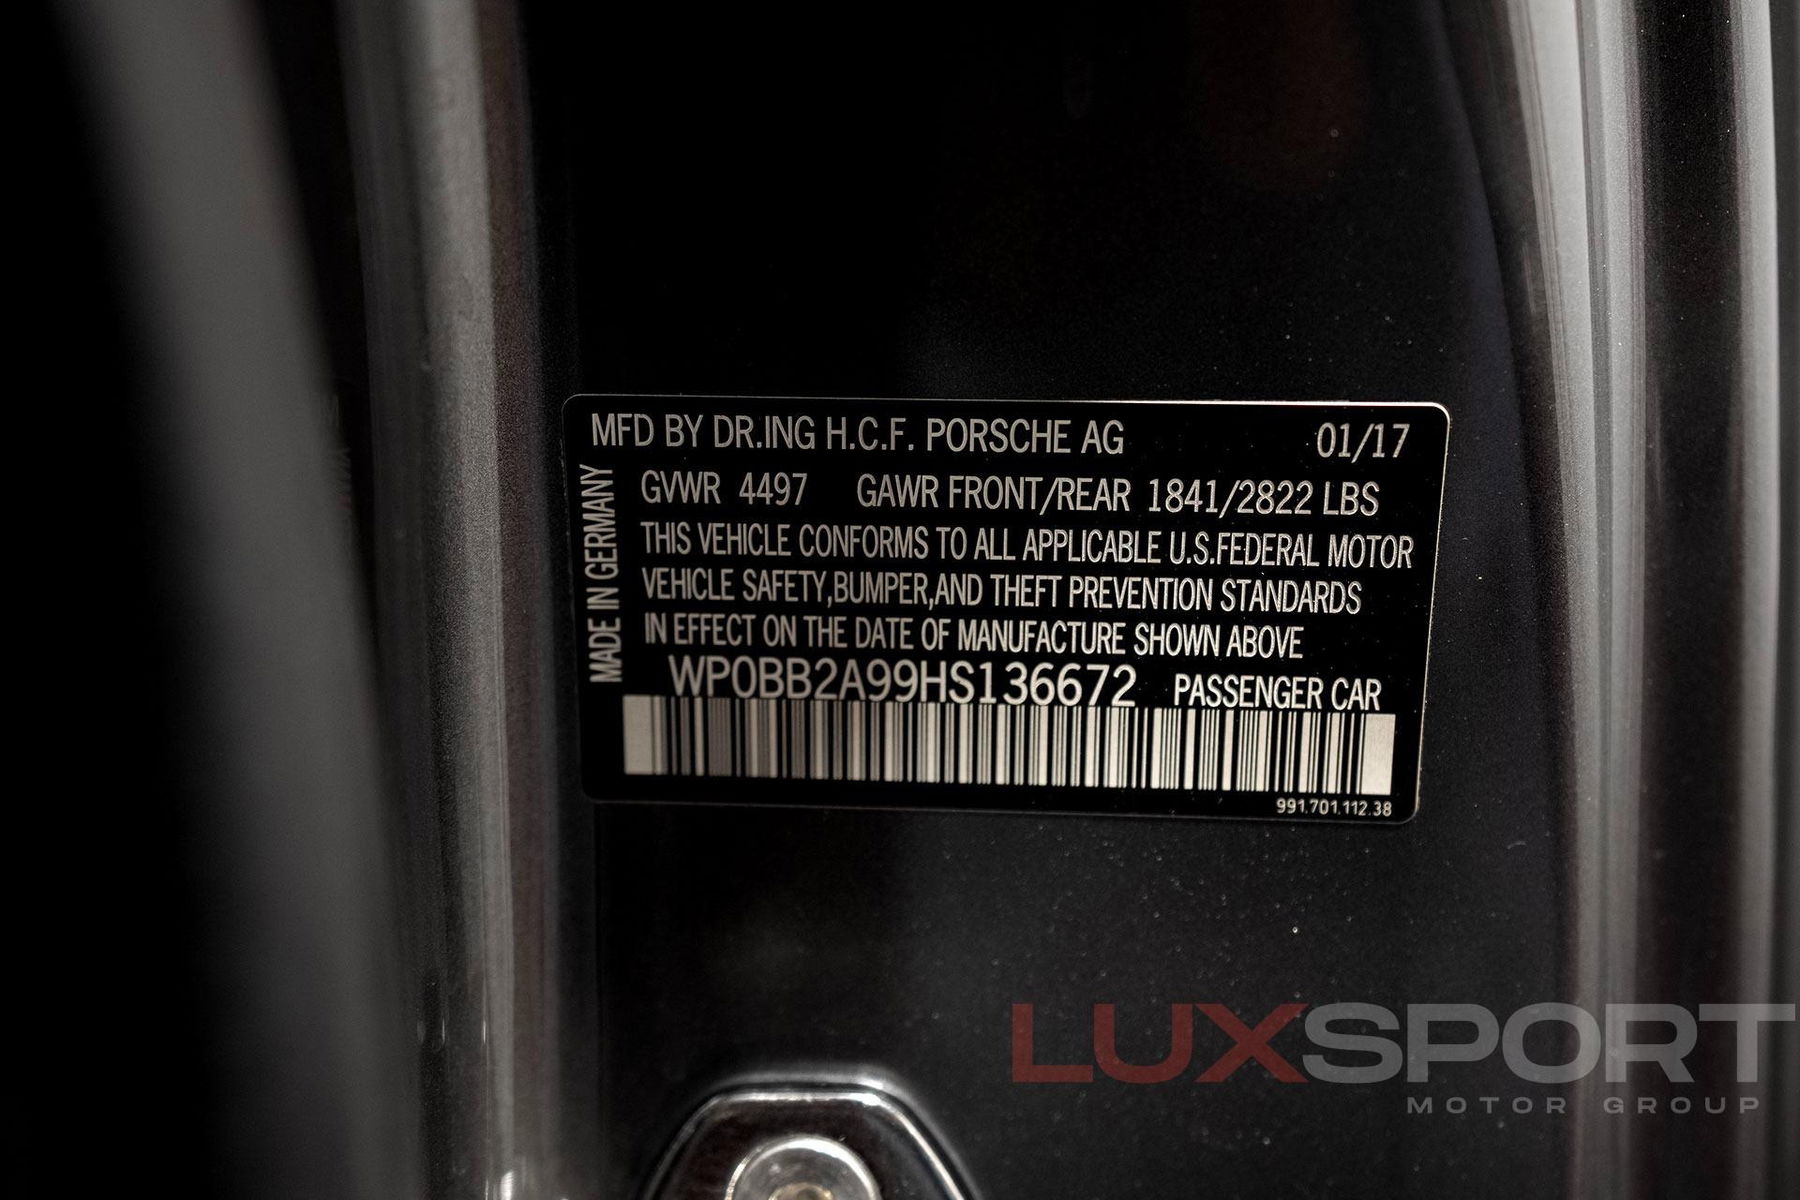 MFD BY DR.ING H.C.F. PORSCHE AG 01/17
GVWR 4497 GAWR FRONT/REAR 1841/2822 LBS
THIS VEHICLE CONFORMS TO ALL APPLICABLE U.S.FEDERAL MOTOR
VEHICLE SAFETY,BUMPER,AND THEFT PREVENTION STANDARDS
IN EFFECT ON THE DATE OF MANUFACTURE SHOWN ABOVE
WP0BB2A99HS136672 PASSENGER CAR
991.701.112.38
MADE IN GERMANY
LUXSPORT
MOTOR GROUP